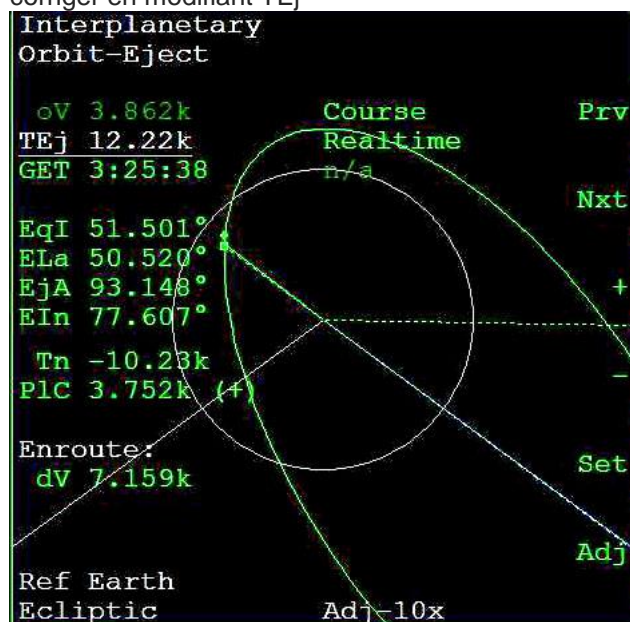 corriger en modifiant TEj
Interplanetary
Orbit-Eject
oV 3.862k
Course
Prv
TEj 12.22k
Realtime
GET 3:25:38
n/a
Nxt
EqI 51.501°
ELa 50.520°
EjA 93.148°
+
EIn 77.607°
Tn -10.23k
-
PlC 3.752k (+)
Enroute:
Set
dV 7.159k
Adj
Ref Earth
Ecliptic
Adj-10x